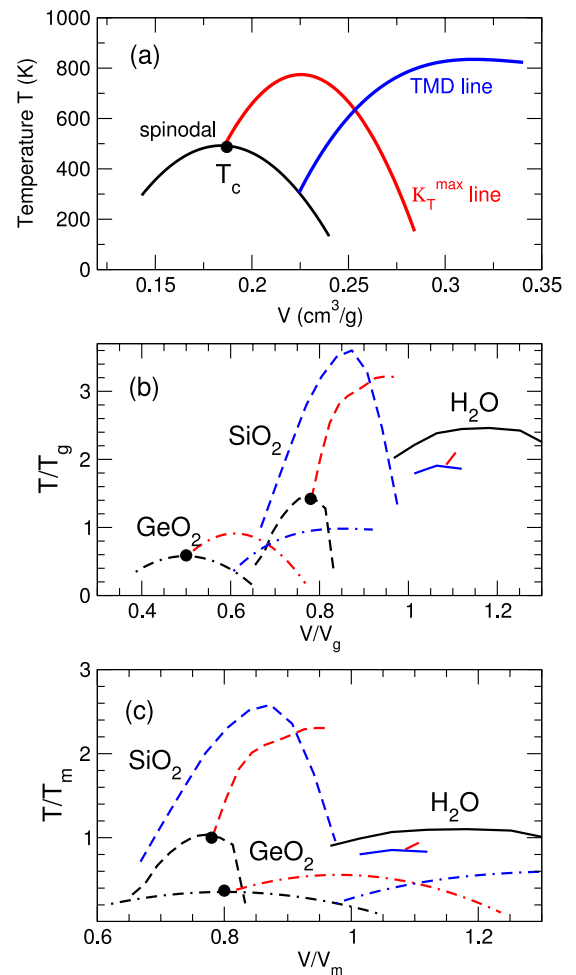 1000
800
600
400
200
0
Temperature T (K)
(a)
TMD line
spinodal
T_c
K_T^max line
0.15 0.2 0.25 0.3 0.35
V (cm³/g)
3
2
1
0
T/T_g
(b)
SiO₂
H₂O
GeO₂
0.4 0.6 0.8 1 1.2
V/V_g
3
2
1
0
T/T_m
(c)
SiO₂
H₂O
GeO₂
0.6 0.8 1 1.2
V/V_m